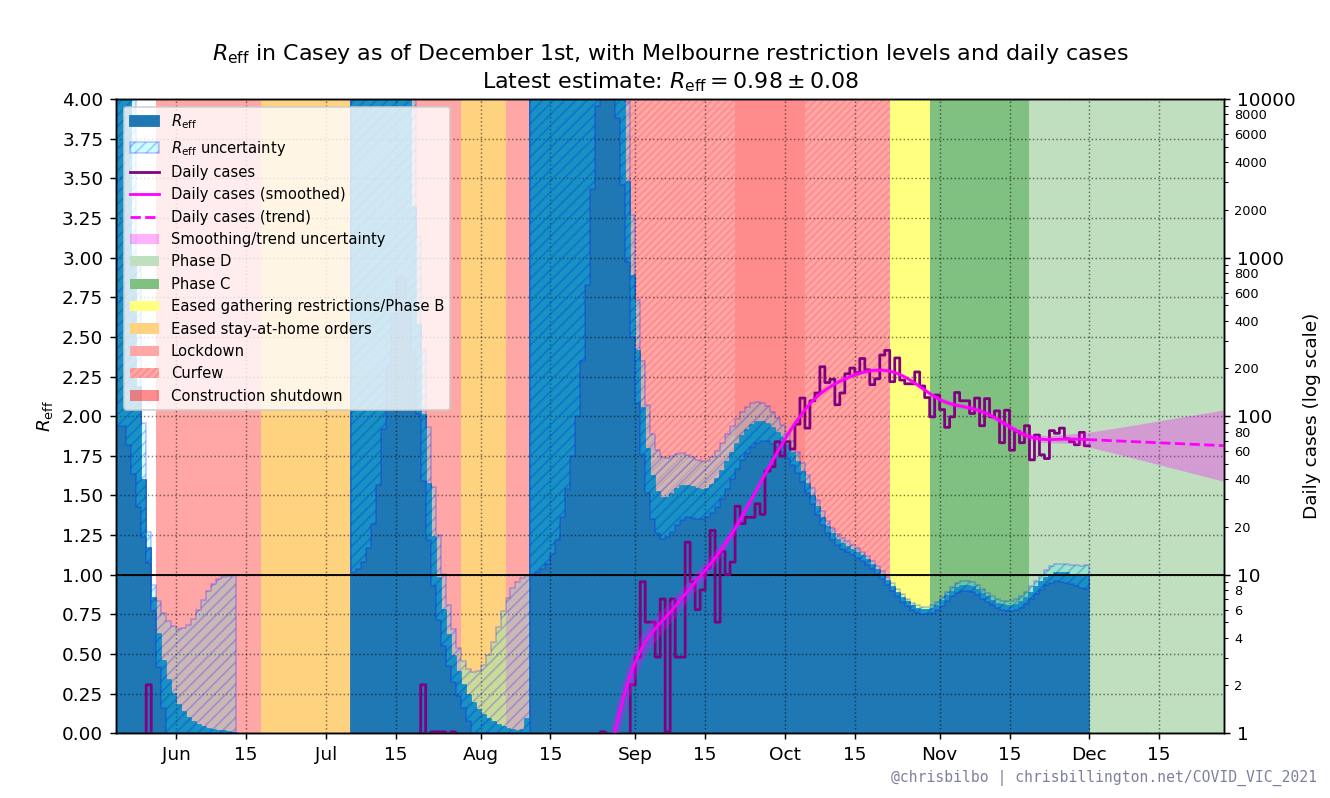 Reff in Casey as of December 1st, with Melbourne restriction levels and daily cases
Latest estimate: Reff = 0.98 ± 0.08
Reff
Reff uncertainty
Daily cases
Daily cases (smoothed)
Daily cases (trend)
Smoothing/trend uncertainty
Phase D
Phase C
Eased gathering restrictions/Phase B
Eased stay-at-home orders
Lockdown
Curfew
Construction shutdown
Reff
4.00
3.75
3.50
3.25
3.00
2.75
2.50
2.25
2.00
1.75
1.50
1.25
1.00
0.75
0.50
0.25
0.00
10000
8000
6000
4000
2000
1000
800
600
400
200
100
80
60
40
20
10
8
6
4
2
1
Daily cases (log scale)
Jun 15 Jul 15 Aug 15 Sep 15 Oct 15 Nov 15 Dec 15
@chrisbilbo | chrisbillington.net/COVID_VIC_2021